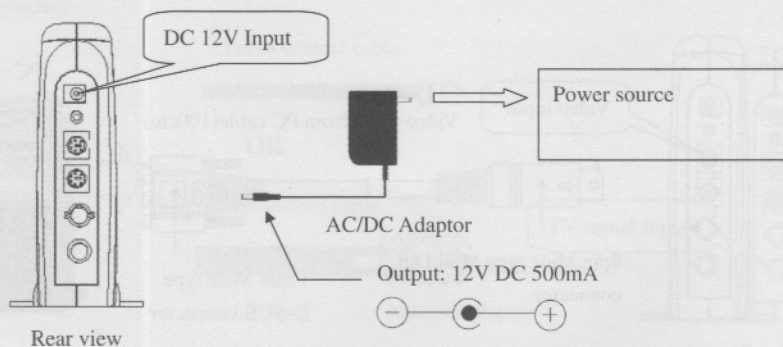 DC 12V Input
Power source
AC/DC Adaptor
Output: 12V DC 500mA
Rear view